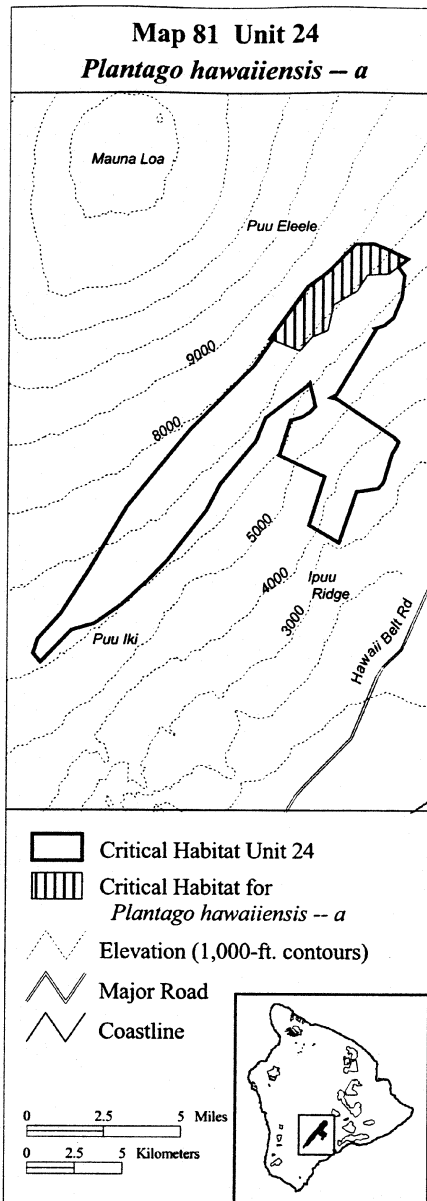 Map 81 Unit 24
Plantago hawaiiensis -- a
Mauna Loa
Puu Eleele
9000
8000
5000
4000
3000
Ipuu
Ridge
Puu Iki
Hawaii Belt Rd
Critical Habitat Unit 24
Critical Habitat for
Plantago hawaiiensis -- a
Elevation (1,000-ft. contours)
Major Road
Coastline
0 2.5 5 Miles
0 2.5 5 Kilometers